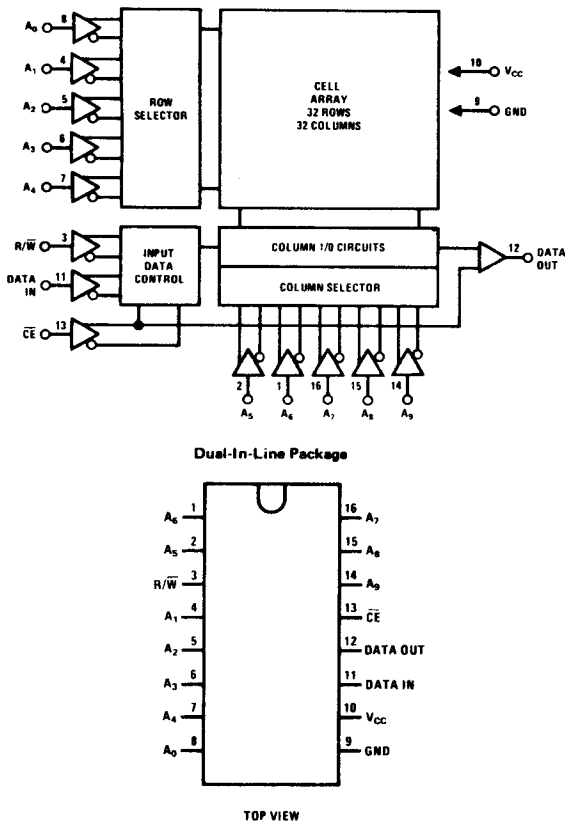 A₀ 8
A₁ 4
A₂ 5
A₃ 6
A₄ 7
ROW
SELECTOR
CELL
ARRAY
32 ROWS
32 COLUMNS
10 V_CC
9 GND
R/W̅ 3
DATA
IN 11
C̅E̅ 13
INPUT
DATA
CONTROL
COLUMN I/O CIRCUITS
COLUMN SELECTOR
12 DATA
OUT
2 1 16 15 14
A₅ A₆ A₇ A₈ A₉
Dual-In-Line Package
A₆ 1 16 A₇
A₅ 2 15 A₈
R/W̅ 3 14 A₉
A₁ 4 13 C̅E̅
A₂ 5 12 DATA OUT
A₃ 6 11 DATA IN
A₄ 7 10 V_CC
A₀ 8 9 GND
TOP VIEW